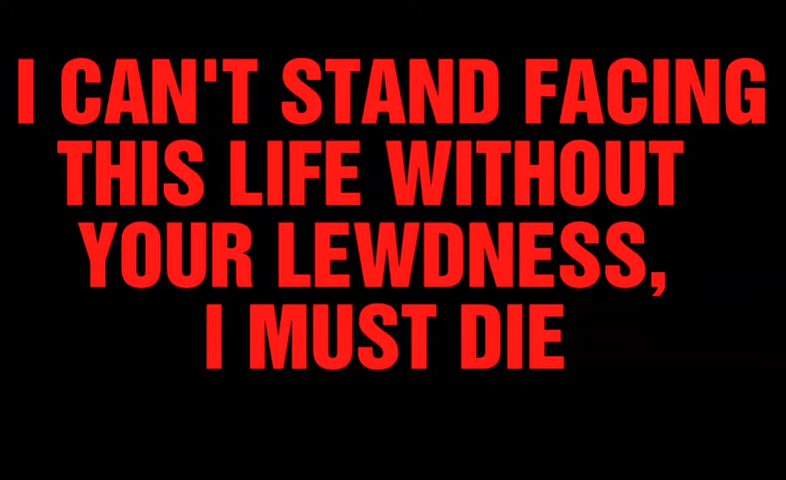 I CAN'T STAND FACING
THIS LIFE WITHOUT
YOUR LEWDNESS,
I MUST DIE